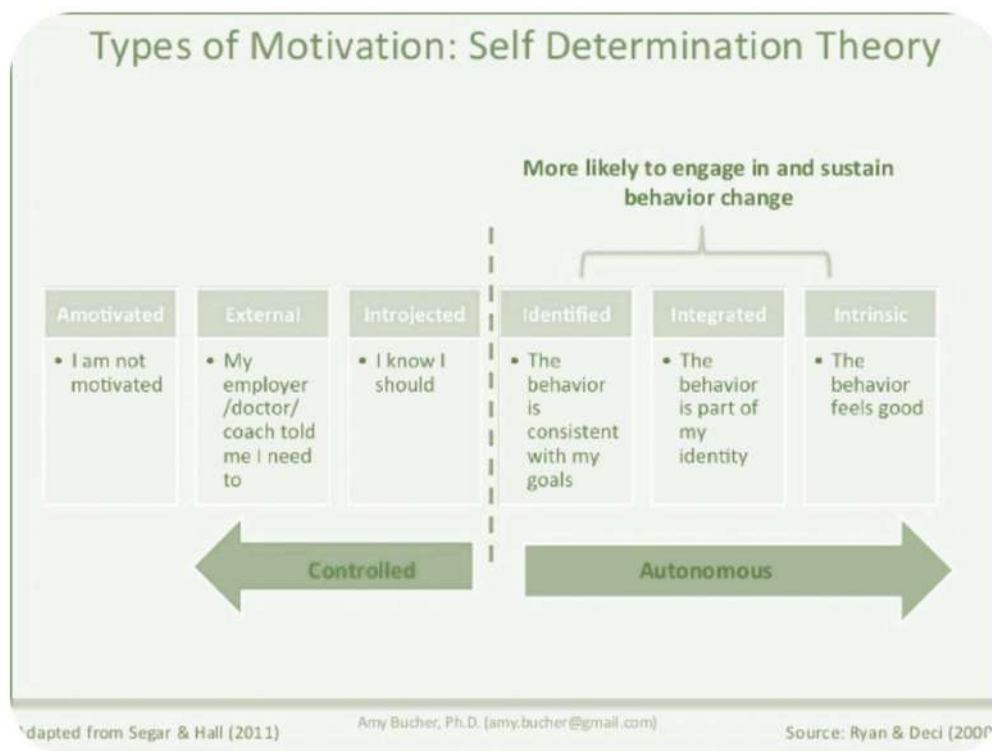 Types of Motivation: Self Determination Theory
More likely to engage in and sustain
behavior change
Amotivated
• I am not
motivated
External
• My
employer
/doctor/
coach told
me I need
to
Introjected
• I know I
should
Identified
• The
behavior
is
consistent
with my
goals
Integrated
• The
behavior
is part of
my
identity
Intrinsic
• The
behavior
feels good
Controlled
Autonomous
dapted from Segar & Hall (2011)
Amy Bucher, Ph.D. (amy.bucher@gmail.com)
Source: Ryan & Deci (2000